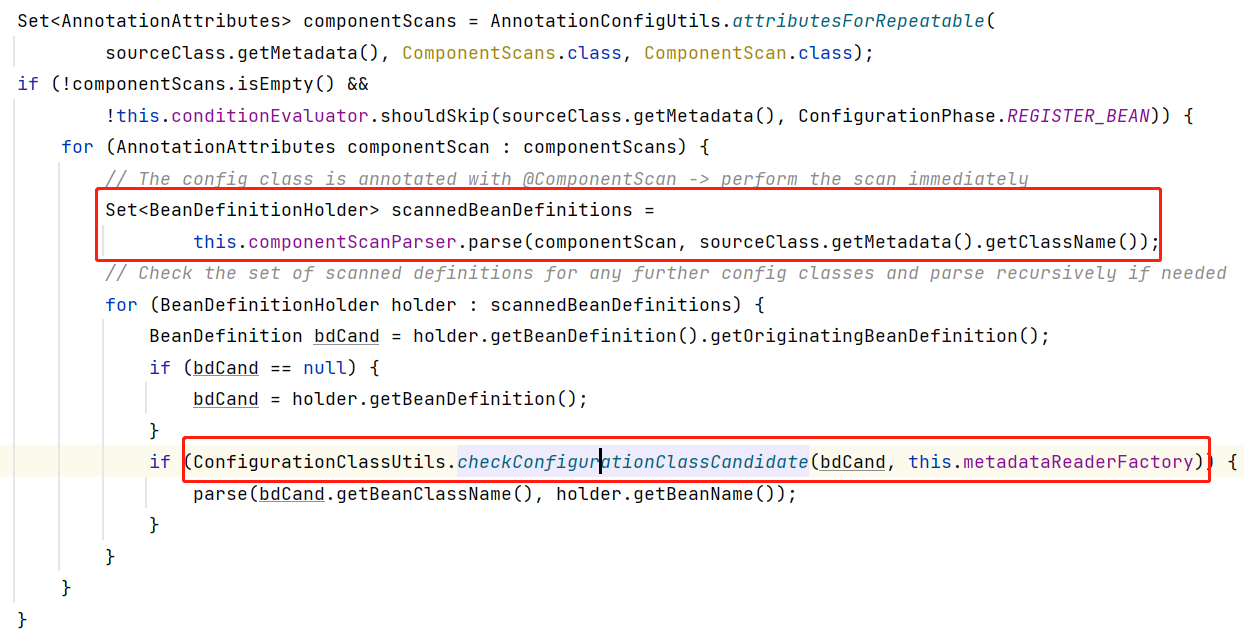 Set<AnnotationAttributes> componentScans = AnnotationConfigUtils.attributesForRepeatable(
        sourceClass.getMetadata(), ComponentScans.class, ComponentScan.class);
if (!componentScans.isEmpty() &&
        !this.conditionEvaluator.shouldSkip(sourceClass.getMetadata(), ConfigurationPhase.REGISTER_BEAN)) {
    for (AnnotationAttributes componentScan : componentScans) {
        // The config class is annotated with @ComponentScan -> perform the scan immediately
        Set<BeanDefinitionHolder> scannedBeanDefinitions =
                this.componentScanParser.parse(componentScan, sourceClass.getMetadata().getClassName());
        // Check the set of scanned definitions for any further config classes and parse recursively if needed
        for (BeanDefinitionHolder holder : scannedBeanDefinitions) {
            BeanDefinition bdCand = holder.getBeanDefinition().getOriginatingBeanDefinition();
            if (bdCand == null) {
                bdCand = holder.getBeanDefinition();
            }
            if (ConfigurationClassUtils.checkConfigurationClassCandidate(bdCand, this.metadataReaderFactory)) {
                parse(bdCand.getBeanClassName(), holder.getBeanName());
            }
        }
    }
}